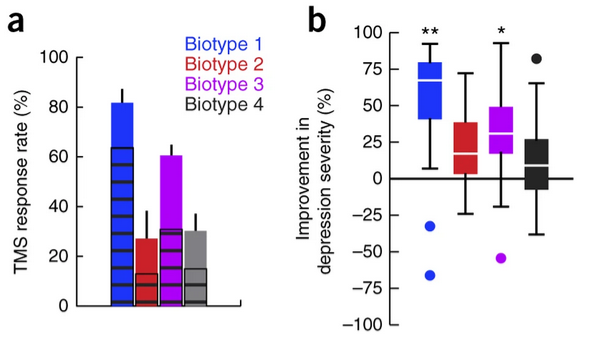 a
TMS response rate (%)
100
80
60
40
20
0
Biotype 1
Biotype 2
Biotype 3
Biotype 4
b
Improvement in
depression severity (%)
100
75
50
25
0
−25
−50
−75
−100
**
*